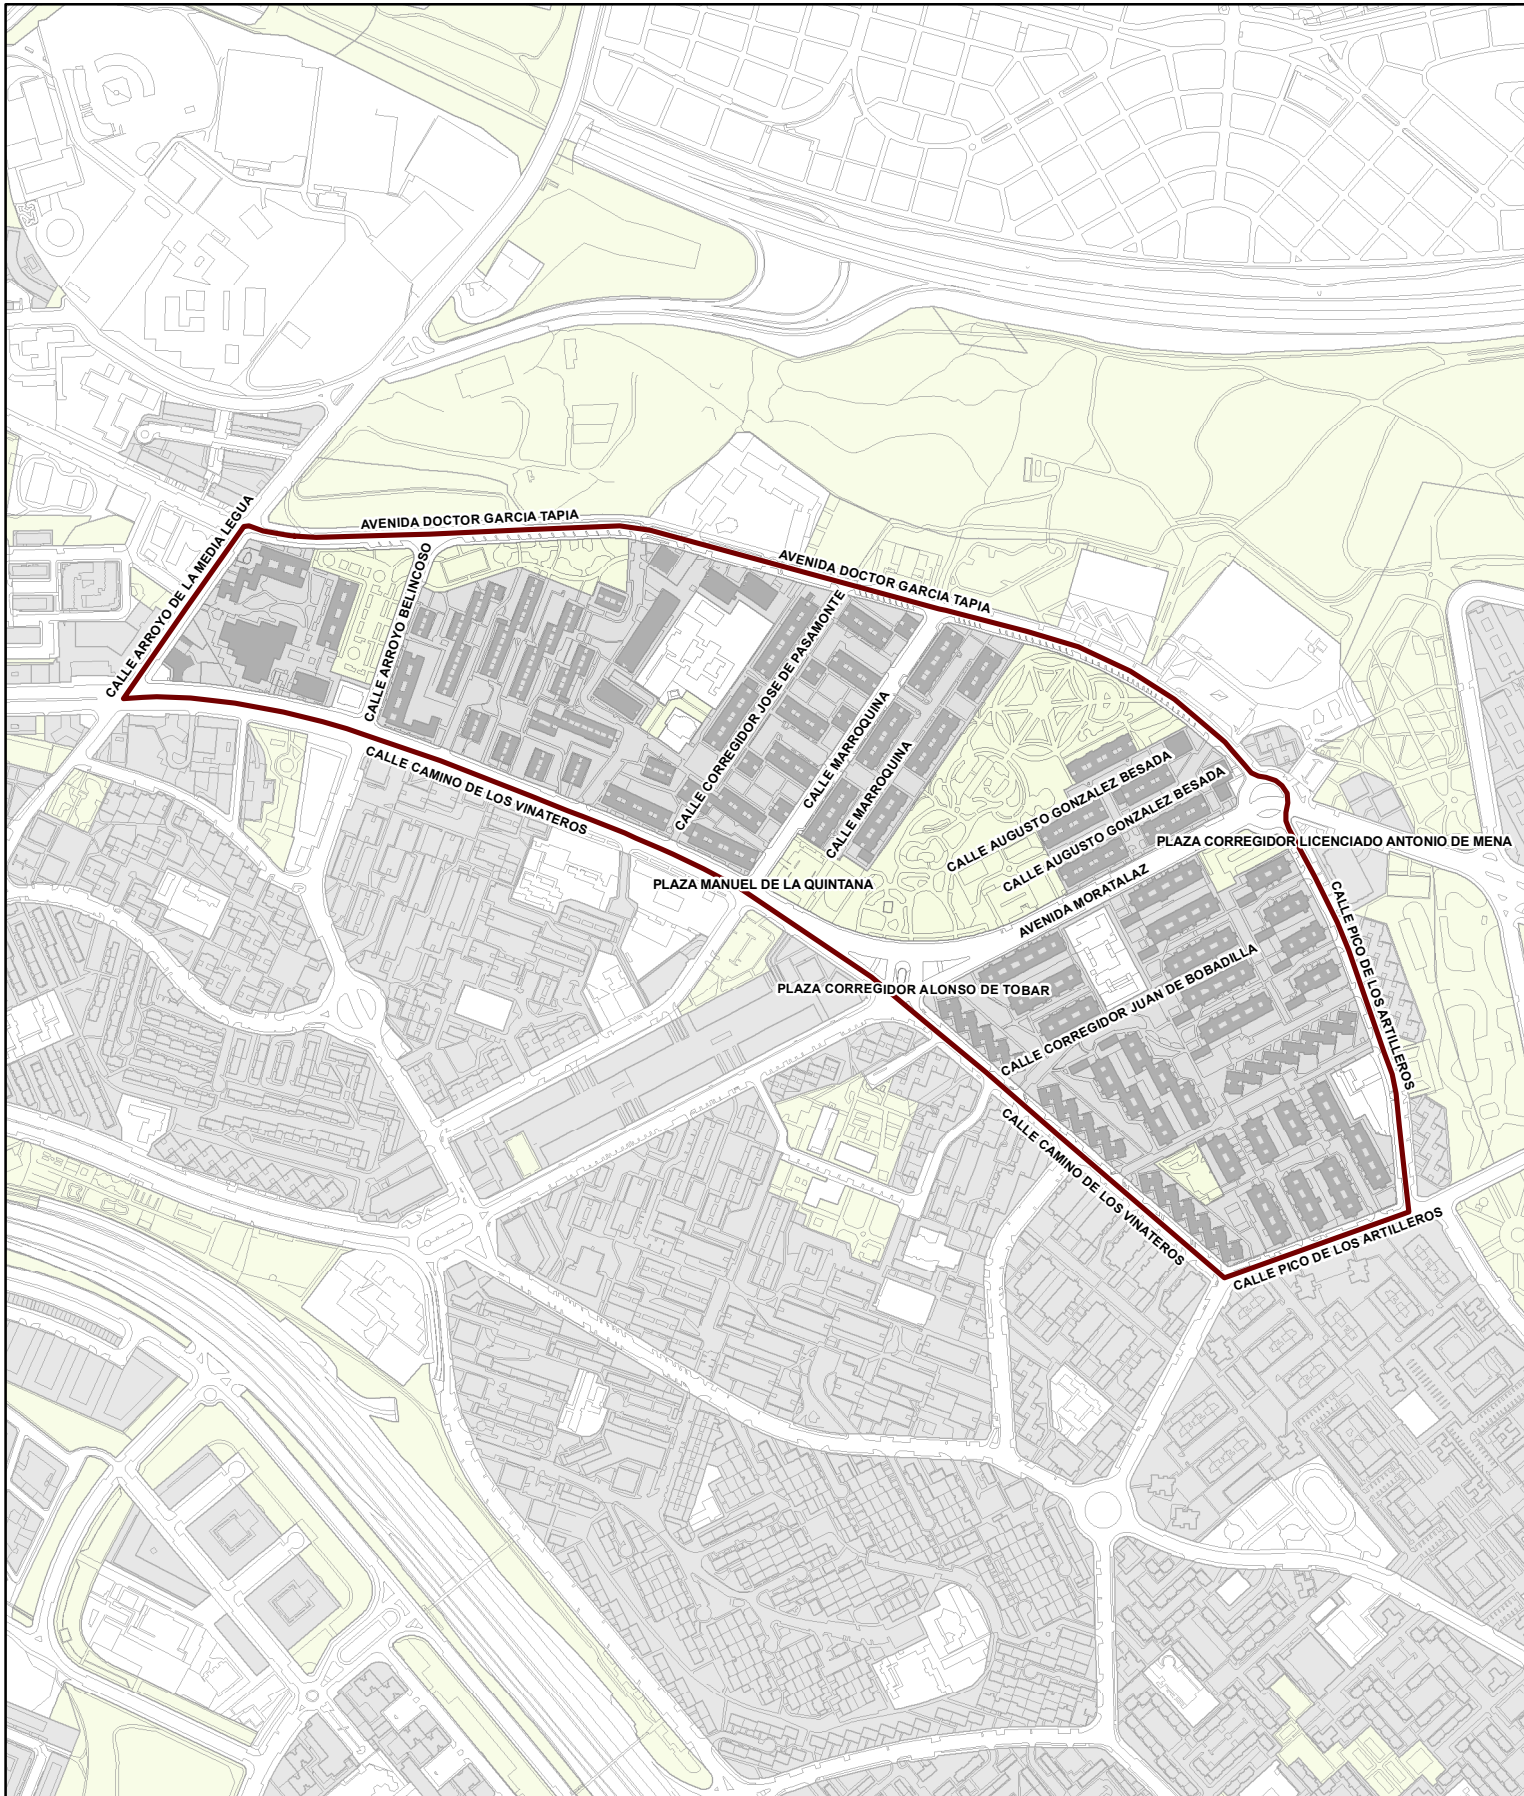 AVENIDA DOCTOR GARCIA TAPIA
CALLE ARROYO DE LA MEDIA LEGUA
CALLE ARROYO BELINCOSO
AVENIDA DOCTOR GARCIA TAPIA
CALLE CORREGIDOR JOSE DE PASAMONTE
CALLE MARROQUINA
CALLE MARROQUINA
CALLE CAMINO DE LOS VINATEROS
CALLE AUGUSTO GONZALEZ BESADA
CALLE AUGUSTO GONZALEZ BESADA
PLAZA CORREGIDOR LICENCIADO ANTONIO DE MENA
PLAZA MANUEL DE LA QUINTANA
AVENIDA MORATALAZ
CALLE PICO DE LOS ARTILLEROS
PLAZA CORREGIDOR ALONSO DE TOBAR
CALLE CORREGIDOR JUAN DE BOBADILLA
CALLE CAMINO DE LOS VINATEROS
CALLE PICO DE LOS ARTILLEROS